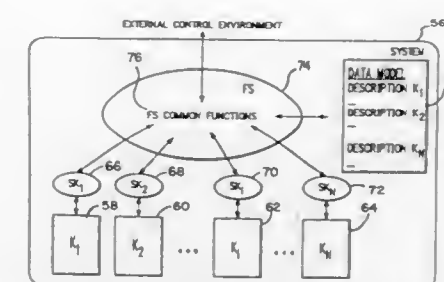 EXTERNAL CONTROL ENVIRONMENT
56
SYSTEM
76
74
FS
FS COMMON FUNCTIONS
DATA MODEL
DESCRIPTION K1
DESCRIPTION K2
DESCRIPTION KN
SK1
66
SK2
68
SKi
70
SKN
72
58
60
62
64
K1
K2
...
Ki
...
KN